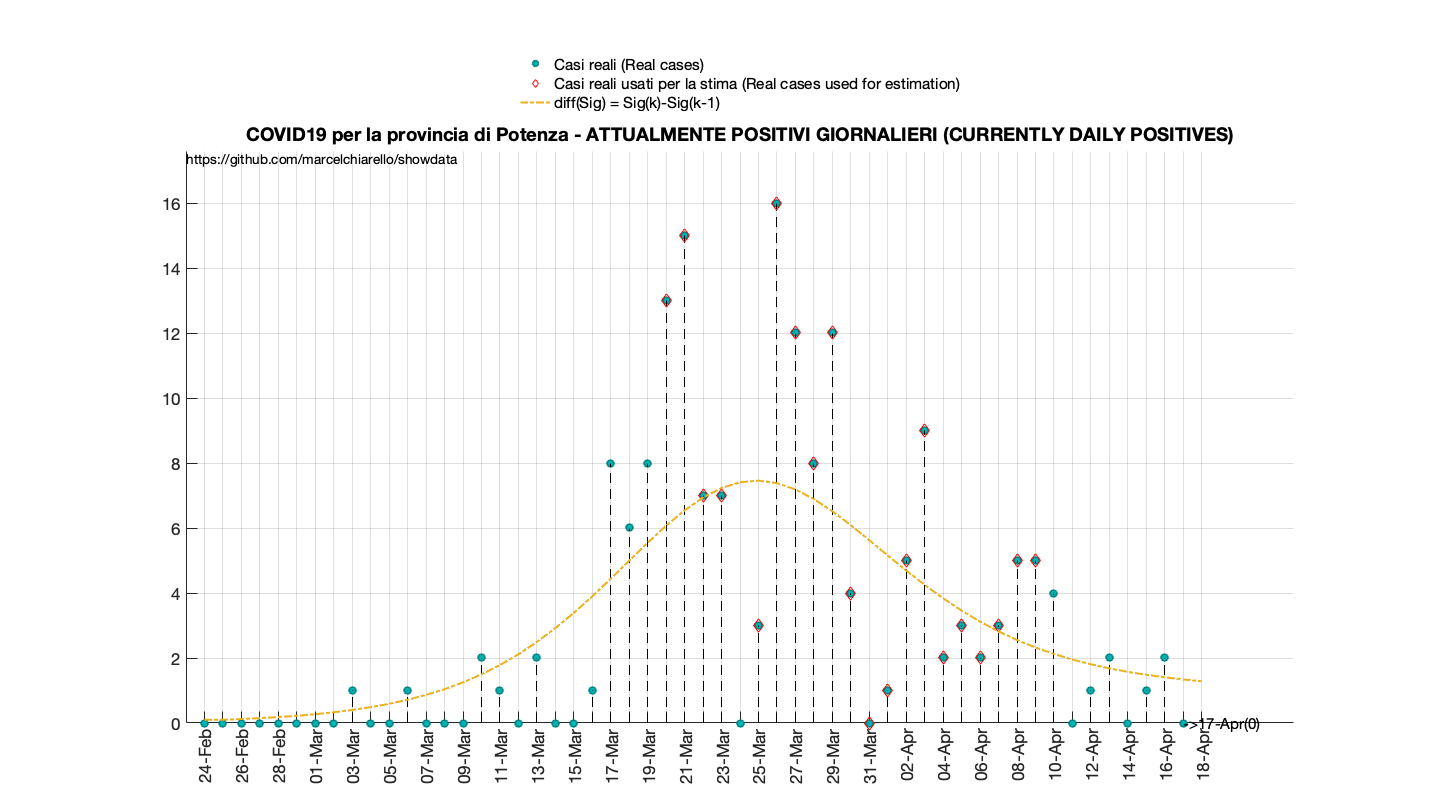 Casi reali (Real cases)
Casi reali usati per la stima (Real cases used for estimation)
diff(Sig) = Sig(k)-Sig(k-1)
COVID19 per la provincia di Potenza - ATTUALMENTE POSITIVI GIORNALIERI (CURRENTLY DAILY POSITIVES)
https://github.com/marcelchiarello/showdata
16
14
12
10
8
6
4
2
0
->17-Apr(0)
24-Feb
26-Feb
28-Feb
01-Mar
03-Mar
05-Mar
07-Mar
09-Mar
11-Mar
13-Mar
15-Mar
17-Mar
19-Mar
21-Mar
23-Mar
25-Mar
27-Mar
29-Mar
31-Mar
02-Apr
04-Apr
06-Apr
08-Apr
10-Apr
12-Apr
14-Apr
16-Apr
18-Apr